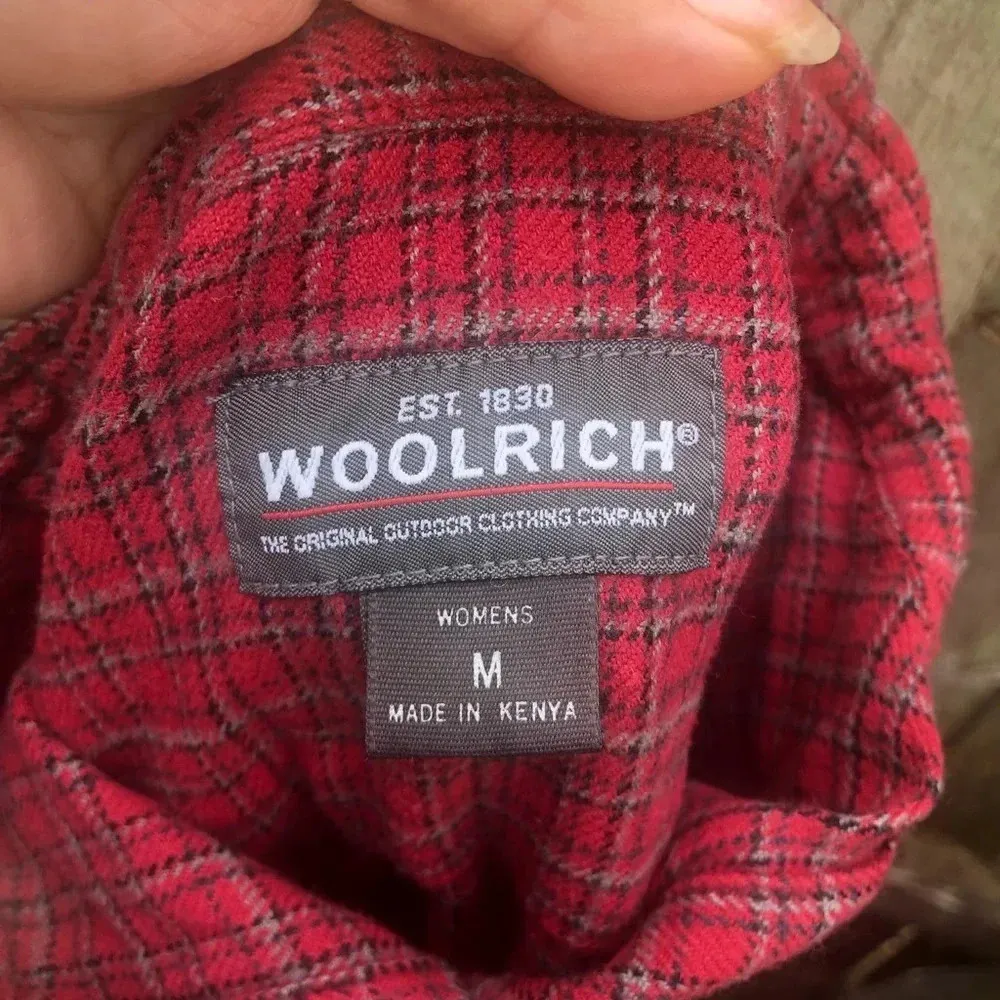 EST. 1830
WOOLRICH®
THE ORIGINAL OUTDOOR CLOTHING COMPANY™
WOMENS
M
MADE IN KENYA